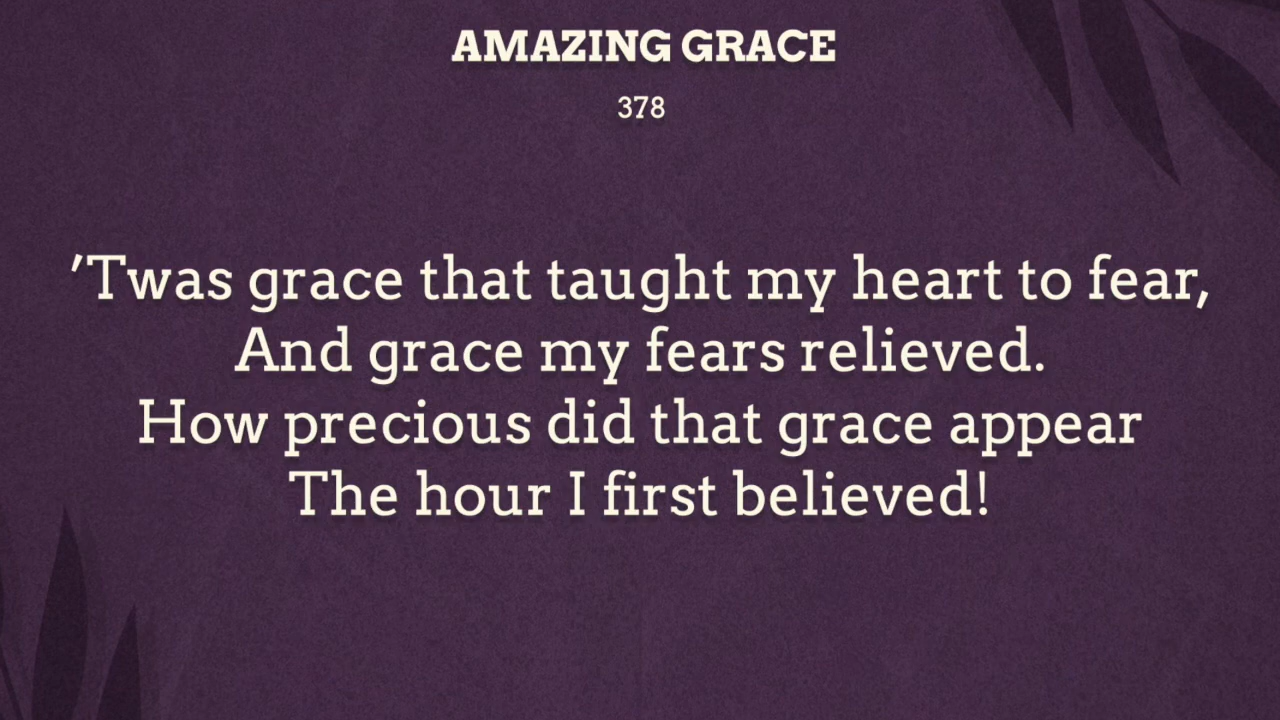 AMAZING GRACE
378
’Twas grace that taught my heart to fear,
And grace my fears relieved.
How precious did that grace appear
The hour I first believed!